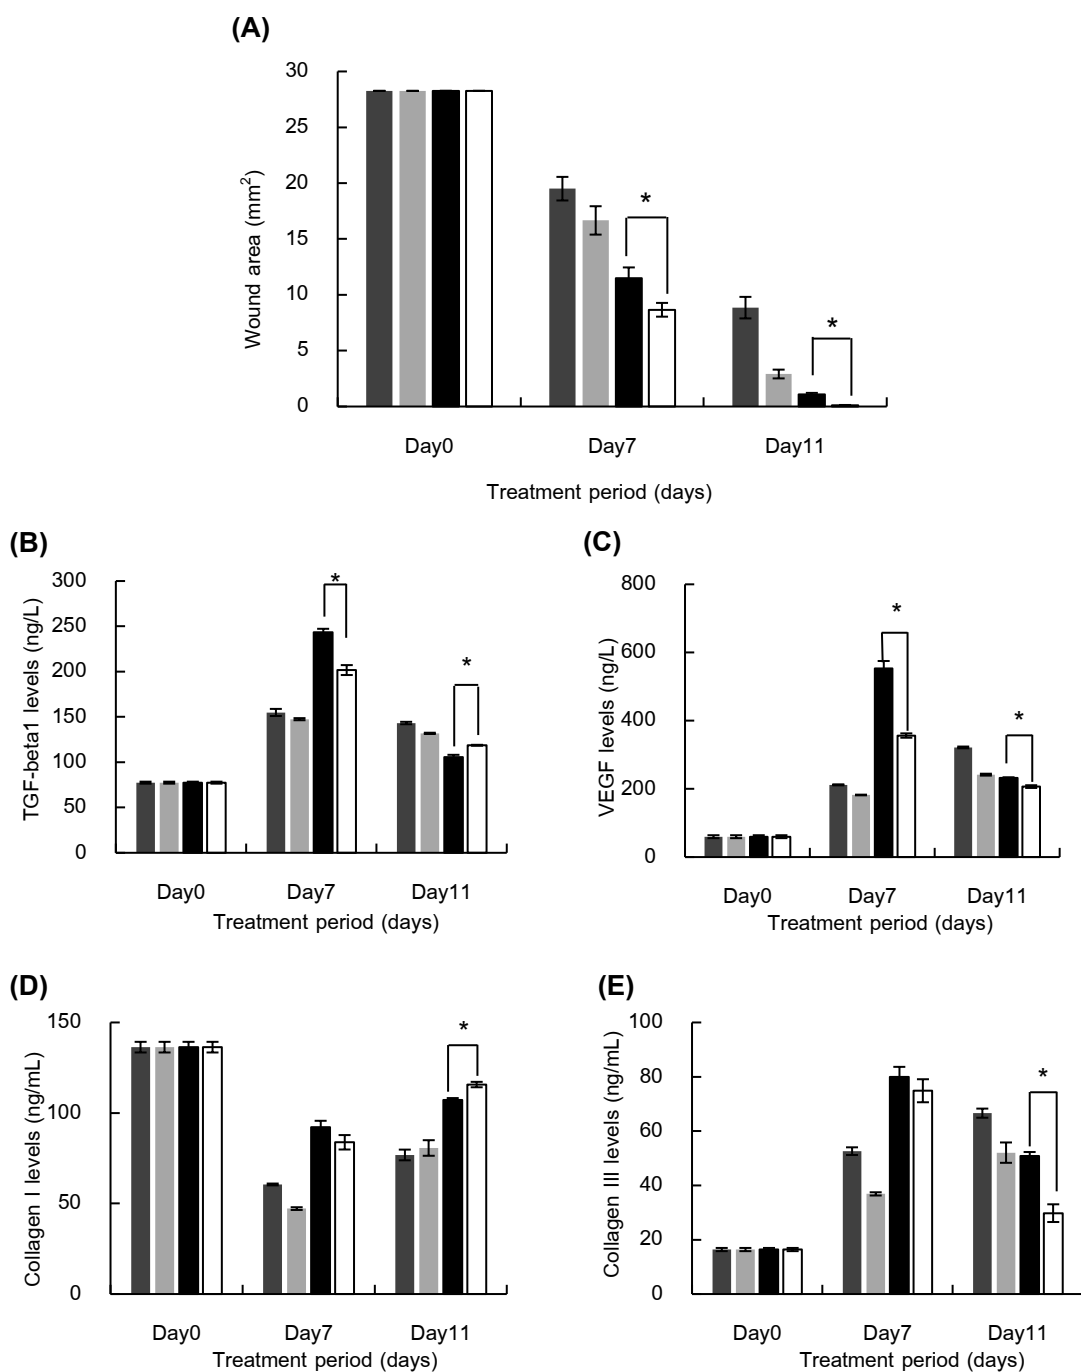 (A)
Wound area (mm²)
30
25
20
15
10
5
0
*
*
Day0 Day7 Day11
Treatment period (days)
(B)
TGF-beta1 levels (ng/L)
300
250
200
150
100
50
0
*
*
Day0 Day7 Day11
Treatment period (days)
(C)
VEGF levels (ng/L)
800
600
400
200
0
*
*
Day0 Day7 Day11
Treatment period (days)
(D)
Collagen I levels (ng/mL)
150
100
50
0
*
Day0 Day7 Day11
Treatment period (days)
(E)
Collagen III levels (ng/mL)
100
80
60
40
20
0
*
Day0 Day7 Day11
Treatment period (days)